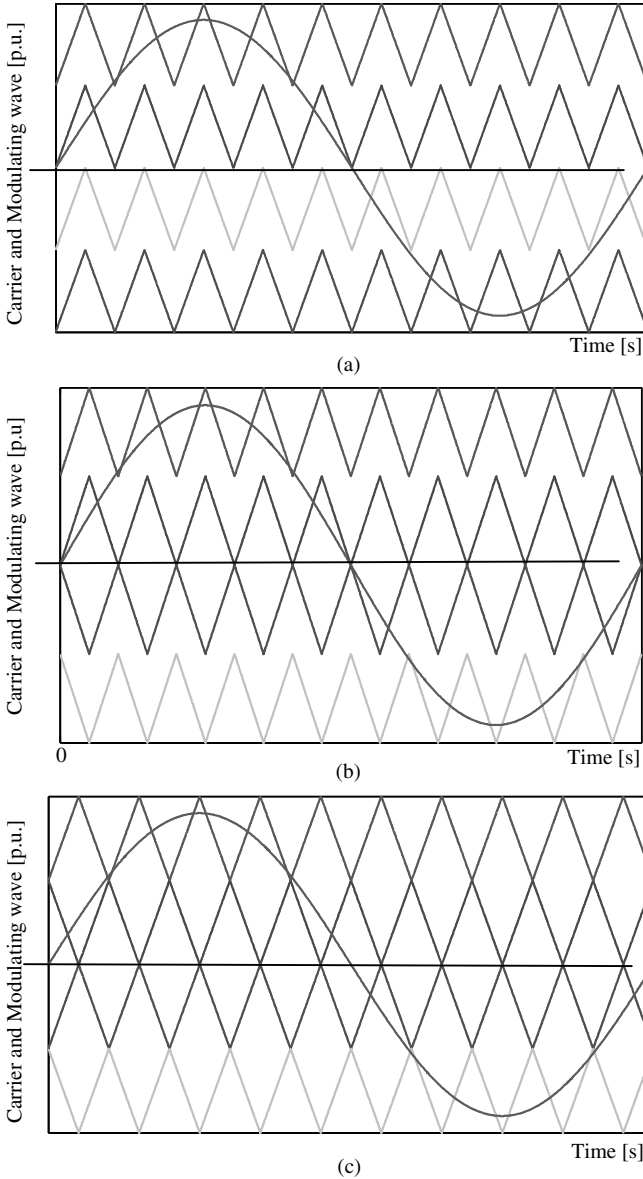 Carrier and Modulating wave [p.u.]
Time [s]
(a)
Carrier and Modulating wave [p.u]
0
Time [s]
(b)
Carrier and Modulating wave [p.u.]
Time [s]
(c)